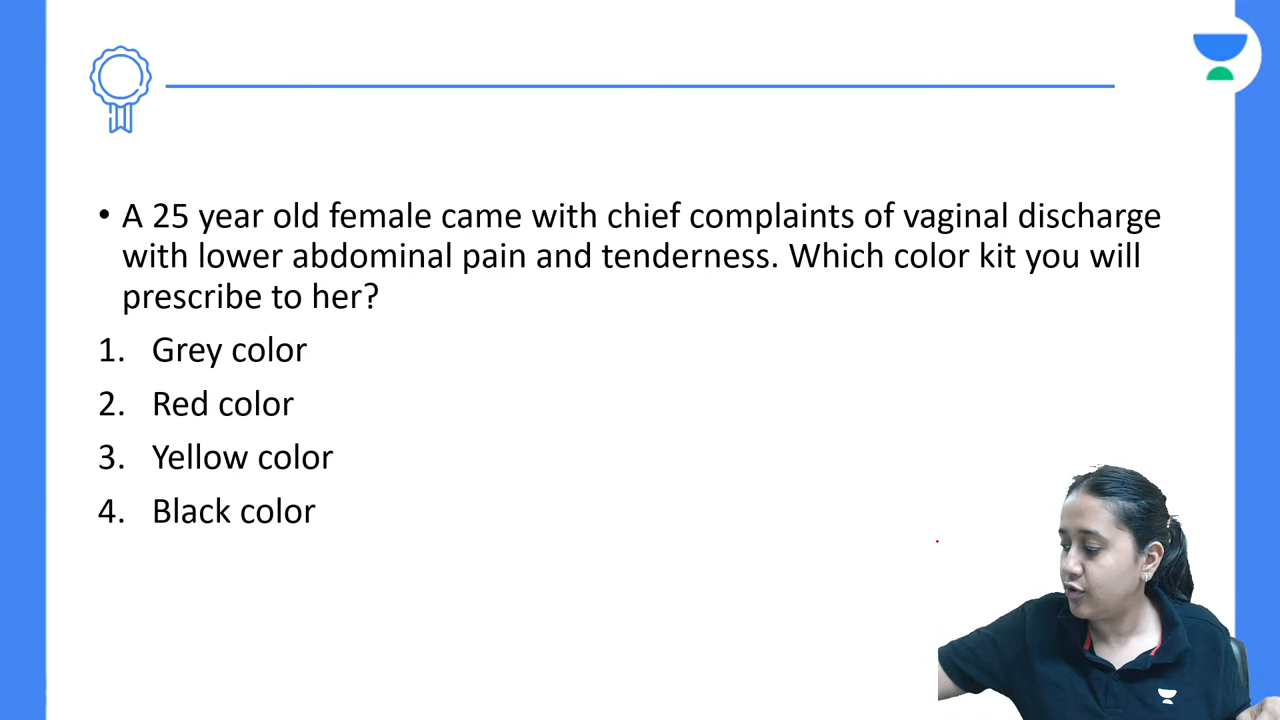 • A 25 year old female came with chief complaints of vaginal discharge
with lower abdominal pain and tenderness. Which color kit you will
prescribe to her?
1. Grey color
2. Red color
3. Yellow color
4. Black color